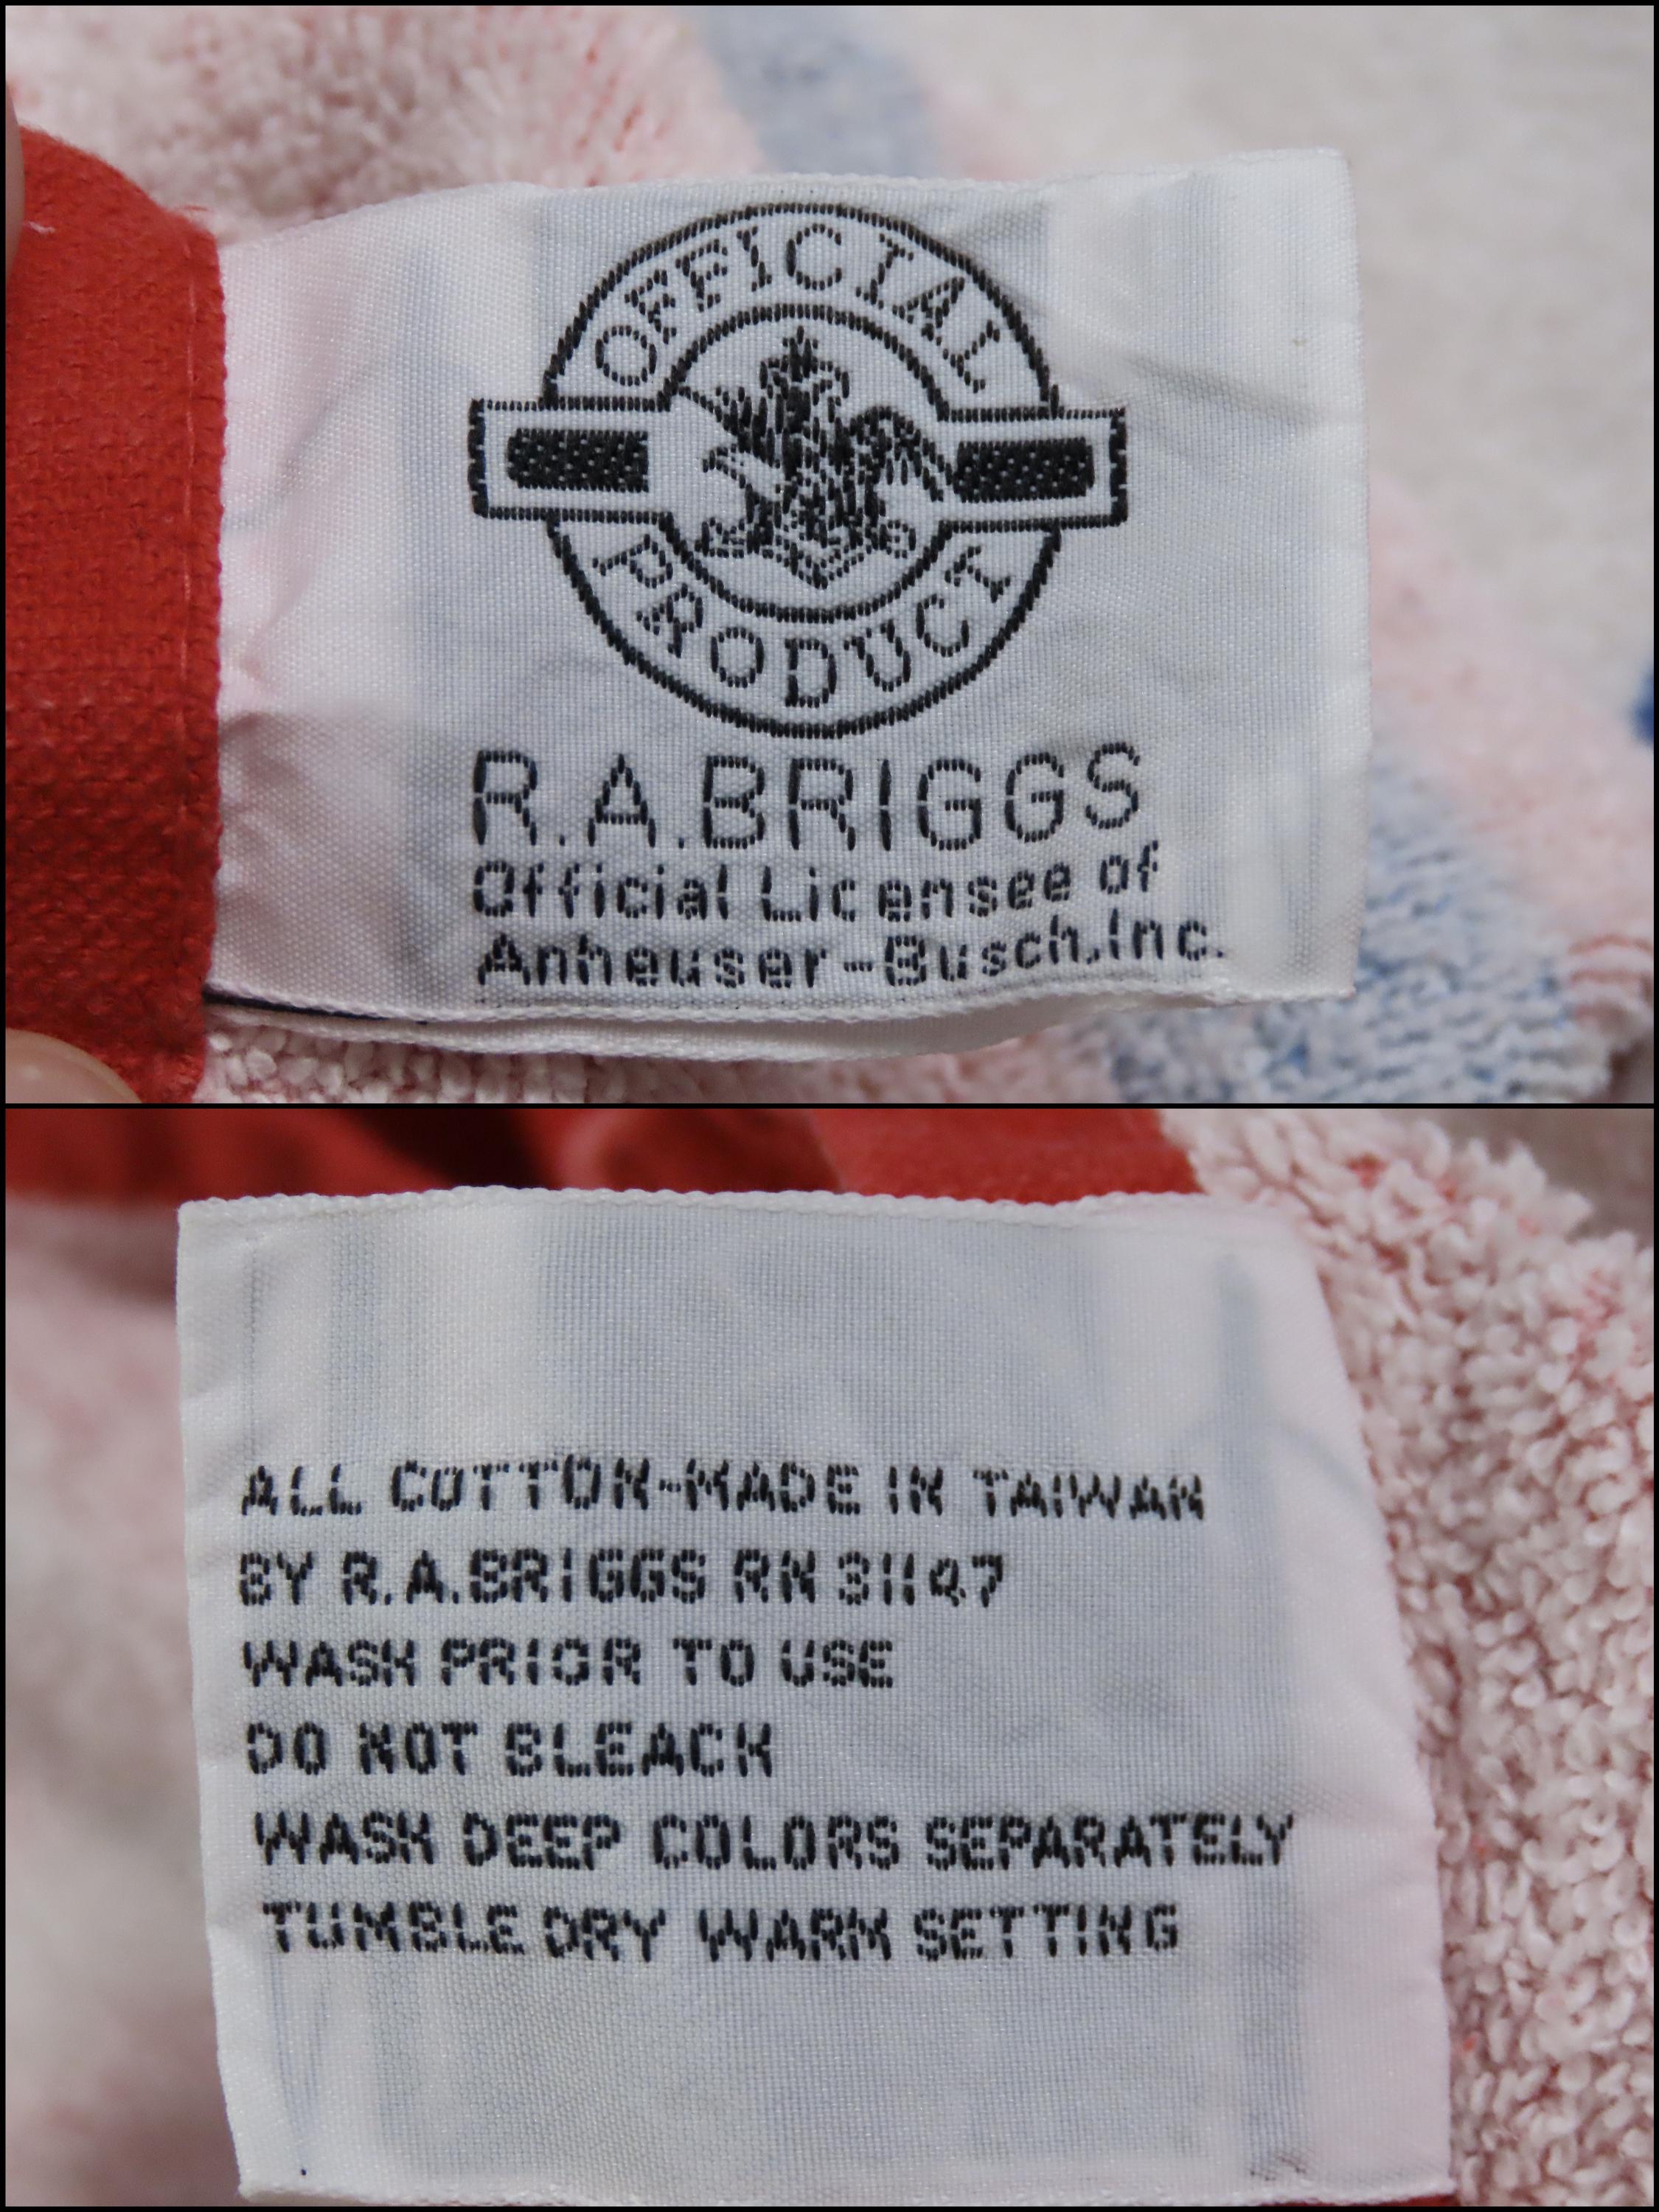 OFFICIAL
PRODUCT
R.A.BRIGGS
Official Licensee of
Anheuser-Busch,Inc.
ALL COTTON-MADE IN TAIWAN
BY R.A.BRIGGS RN 31147
WASH PRIOR TO USE
DO NOT BLEACH
WASH DEEP COLORS SEPARATELY
TUMBLE DRY WARM SETTING